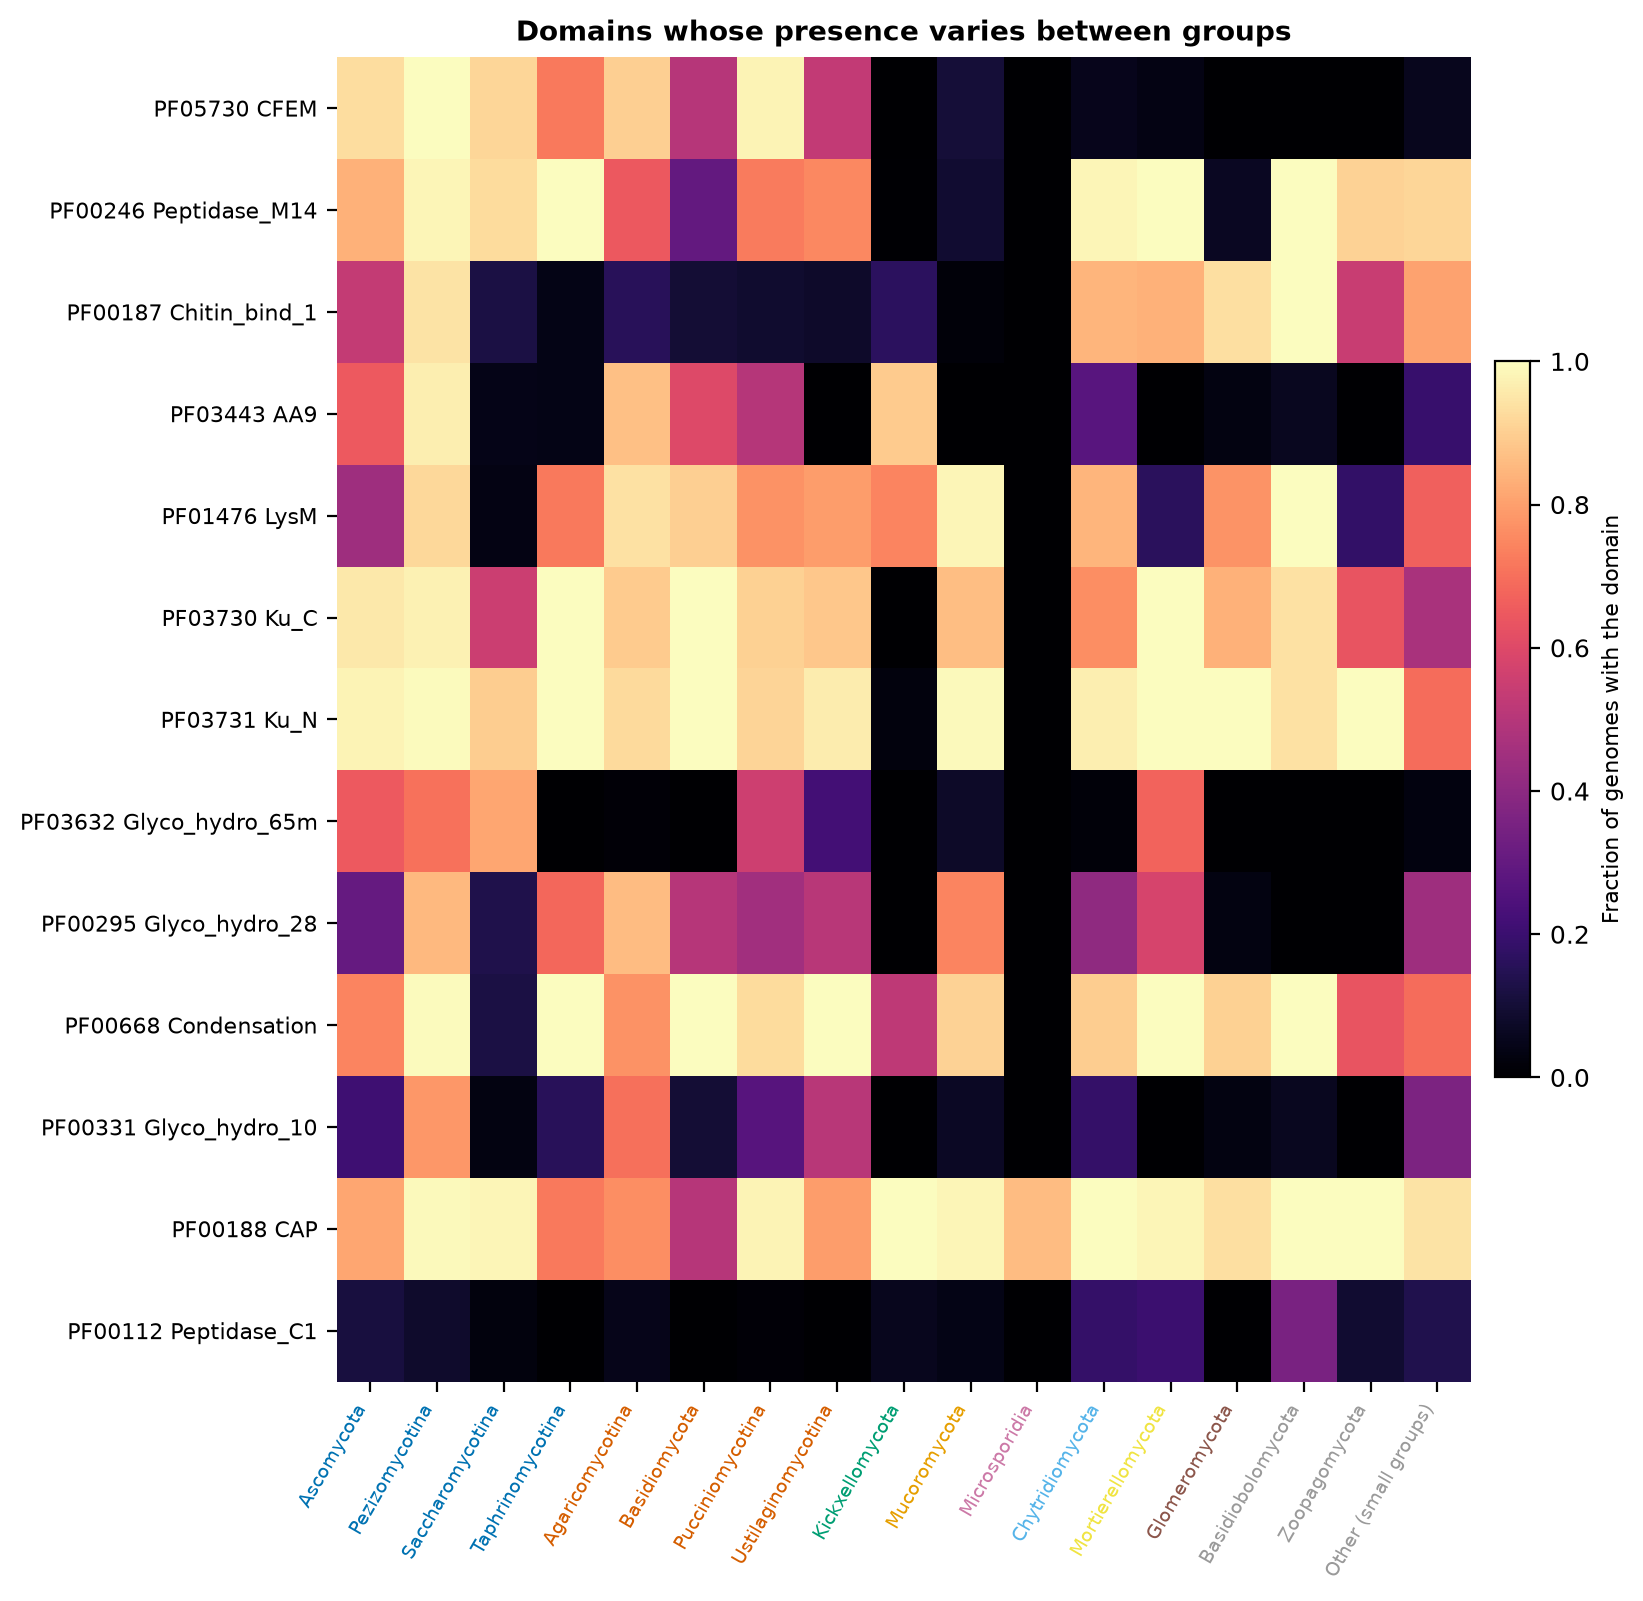 Domains whose presence varies between groups
PF05730 CFEM
PF00246 Peptidase_M14
PF00187 Chitin_bind_1
PF03443 AA9
PF01476 LysM
PF03730 Ku_C
PF03731 Ku_N
PF03632 Glyco_hydro_65m
PF00295 Glyco_hydro_28
PF00668 Condensation
PF00331 Glyco_hydro_10
PF00188 CAP
PF00112 Peptidase_C1
Ascomycota
Pezizomycotina
Saccharomycotina
Taphrinomycotina
Agaricomycotina
Basidiomycota
Pucciniomycotina
Ustilaginomycotina
Kickxellomycota
Mucoromycota
Microsporidia
Chytridiomycota
Mortierellomycota
Glomeromycota
Basidiobolomycota
Zoopagomycota
Other (small groups)
1.0
0.8
0.6
0.4
0.2
0.0
Fraction of genomes with the domain